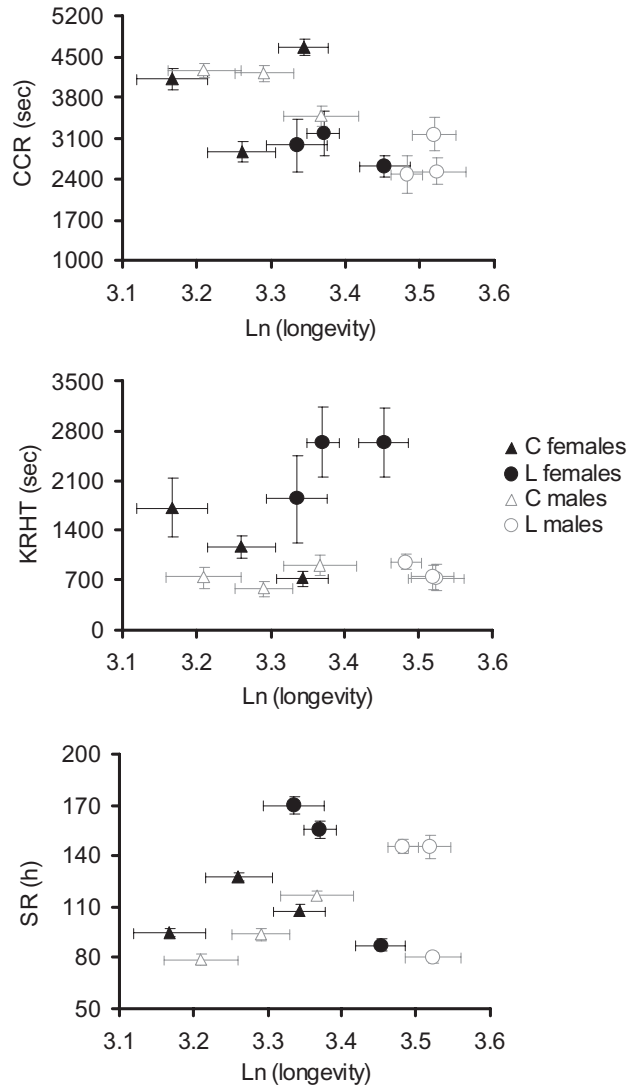 5200
4500
3800
3100
2400
1700
1000
CCR (sec)
3.1 3.2 3.3 3.4 3.5 3.6
Ln (longevity)
3500
2800
2100
1400
700
0
KRHT (sec)
3.1 3.2 3.3 3.4 3.5 3.6
Ln (longevity)
C females
L females
C males
L males
200
170
140
110
80
50
SR (h)
3.1 3.2 3.3 3.4 3.5 3.6
Ln (longevity)